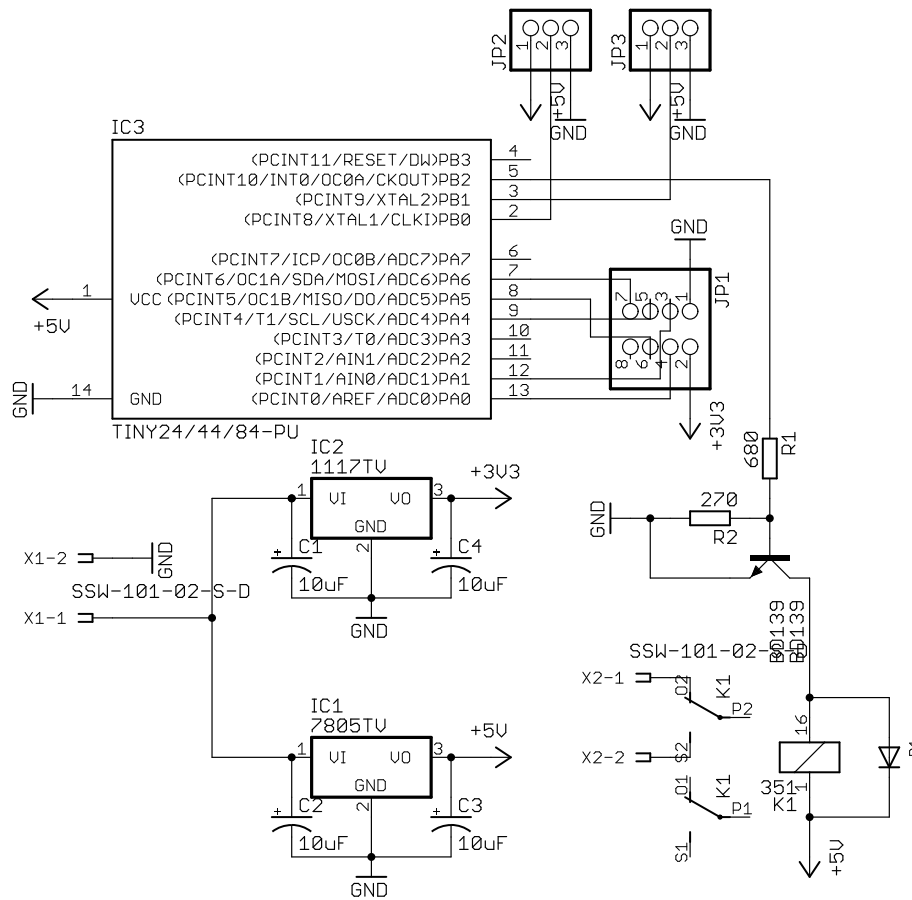 JP2
1
2
3
+5V
GND
JP3
1
2
3
+5V
GND
IC3
(PCINT11/RESET/DW)PB3
4
(PCINT10/INT0/OC0A/CKOUT)PB2
5
(PCINT9/XTAL2)PB1
3
(PCINT8/XTAL1/CLKI)PB0
2
(PCINT7/ICP/OC0B/ADC7)PA7
6
(PCINT6/OC1A/SDA/MOSI/ADC6)PA6
7
1
VCC
(PCINT5/OC1B/MISO/DO/ADC5)PA5
8
(PCINT4/T1/SCL/USCK/ADC4)PA4
9
(PCINT3/T0/ADC3)PA3
10
(PCINT2/AIN1/ADC2)PA2
11
(PCINT1/AIN0/ADC1)PA1
12
14
GND
(PCINT0/AREF/ADC0)PA0
13
+5V
GND
TINY24/44/84-PU
GND
JP1
7
5
3
1
8
6
4
2
+3V3
680
R1
270
R2
GND
IC2
1117TV
1
VI
VO
3
GND
2
+3V3
C1
10uF
C4
10uF
GND
X1-2
GND
SSW-101-02-S-D
X1-1
IC1
7805TV
1
VI
VO
3
GND
2
+5V
C2
10uF
C3
10uF
GND
BD139
BD139
SSW-101-02-S-D
X2-1
O2
K1
P2
X2-2
S2
O1
K1
P1
S1
16
351
K1
1
+5V